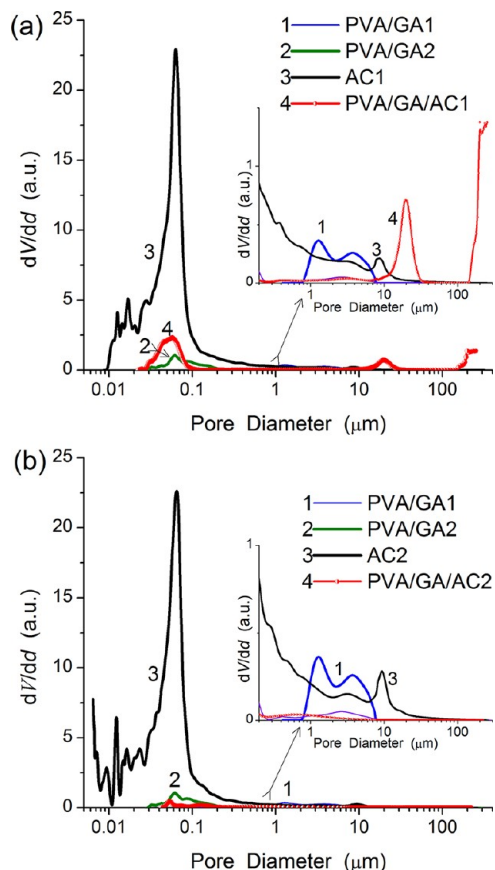 (a)
1 PVA/GA1
2 PVA/GA2
3 AC1
4 PVA/GA/AC1
25
20
15
10
5
0
dV/dd (a.u.)
3
2
4
0.01 0.1 1 10 100
Pore Diameter (μm)
1
0
dV/dd (a.u.)
1
3
4
1 10 100
Pore Diameter (μm)
(b)
1 PVA/GA1
2 PVA/GA2
3 AC2
4 PVA/GA/AC2
25
20
15
10
5
0
dV/dd (a.u.)
3
2
1
0.01 0.1 1 10 100
Pore Diameter (μm)
1
0
dV/dd (a.u.)
1
3
1 10 100
Pore Diameter (μm)